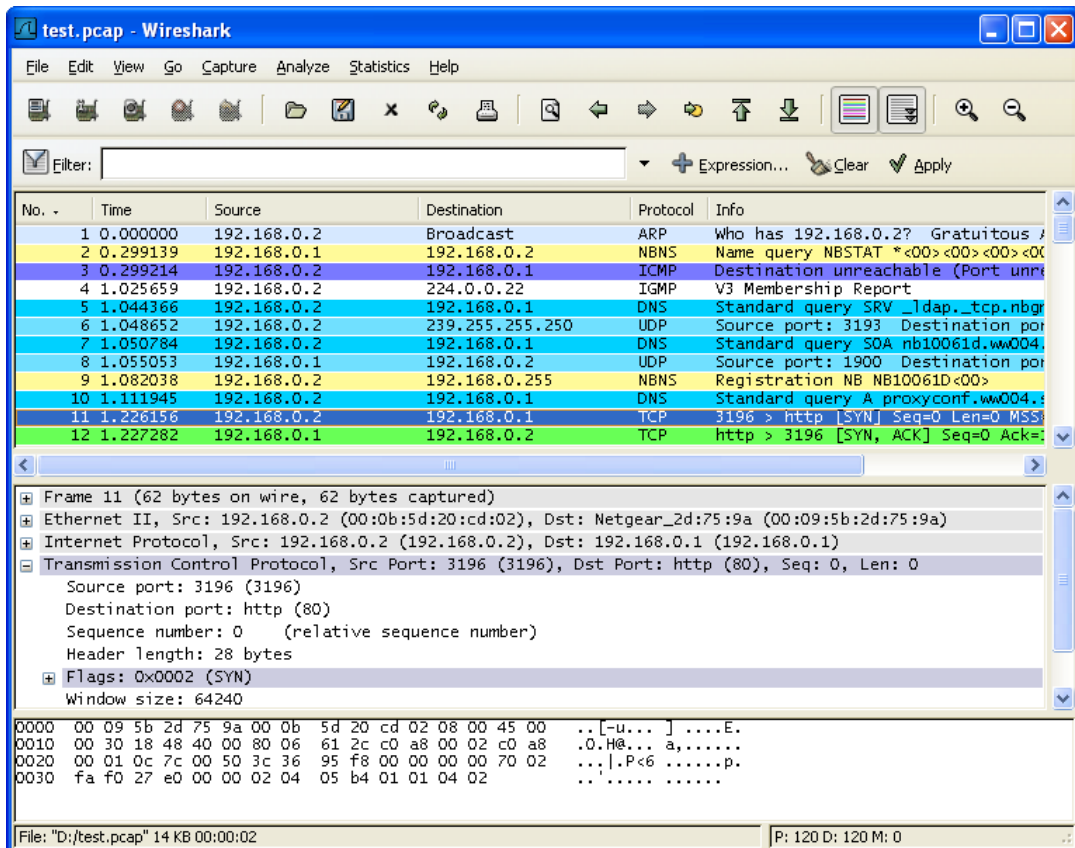 test.pcap - Wireshark
File Edit View Go Capture Analyze Statistics Help
Filter: Expression... Clear Apply
No. Time Source Destination Protocol Info
1 0.000000 192.168.0.2 Broadcast ARP Who has 192.168.0.2? Gratuitous
2 0.299139 192.168.0.1 192.168.0.2 NBNS Name query NBSTAT *<00><00><00><00
3 0.299214 192.168.0.2 192.168.0.1 ICMP Destination unreachable (Port unre
4 1.025659 192.168.0.2 224.0.0.22 IGMP V3 Membership Report
5 1.044366 192.168.0.2 192.168.0.1 DNS Standard query SRV _ldap._tcp.nbgr
6 1.048652 192.168.0.2 239.255.255.250 UDP Source port: 3193 Destination por
7 1.050784 192.168.0.2 192.168.0.1 DNS Standard query SOA nb10061d.ww004.
8 1.055053 192.168.0.1 192.168.0.2 UDP Source port: 1900 Destination por
9 1.082038 192.168.0.2 192.168.0.255 NBNS Registration NB NB10061D<00>
10 1.111945 192.168.0.2 192.168.0.1 DNS Standard query A proxyconf.ww004.s
11 1.226156 192.168.0.2 192.168.0.1 TCP 3196 > http [SYN] Seq=0 Len=0 MSS
12 1.227282 192.168.0.1 192.168.0.2 TCP http > 3196 [SYN, ACK] Seq=0 Ack=
Frame 11 (62 bytes on wire, 62 bytes captured)
Ethernet II, Src: 192.168.0.2 (00:0b:5d:20:cd:02), Dst: Netgear_2d:75:9a (00:09:5b:2d:75:9a)
Internet Protocol, Src: 192.168.0.2 (192.168.0.2), Dst: 192.168.0.1 (192.168.0.1)
Transmission Control Protocol, Src Port: 3196 (3196), Dst Port: http (80), Seq: 0, Len: 0
Source port: 3196 (3196)
Destination port: http (80)
Sequence number: 0 (relative sequence number)
Header length: 28 bytes
Flags: 0x0002 (SYN)
Window size: 64240
0000 00 09 5b 2d 75 9a 00 0b 5d 20 cd 02 08 00 45 00 ..[-u... ] ....E.
0010 00 30 18 48 40 00 80 06 61 2c c0 a8 00 02 c0 a8 .0.H@... a,......
0020 00 01 0c 7c 00 50 3c 36 95 f8 00 00 00 00 70 02 ...|.P<6 ......p.
0030 fa f0 27 e0 00 00 02 04 05 b4 01 01 04 02 ..'..... ......
File: "D:/test.pcap" 14 KB 00:00:02 P: 120 D: 120 M: 0